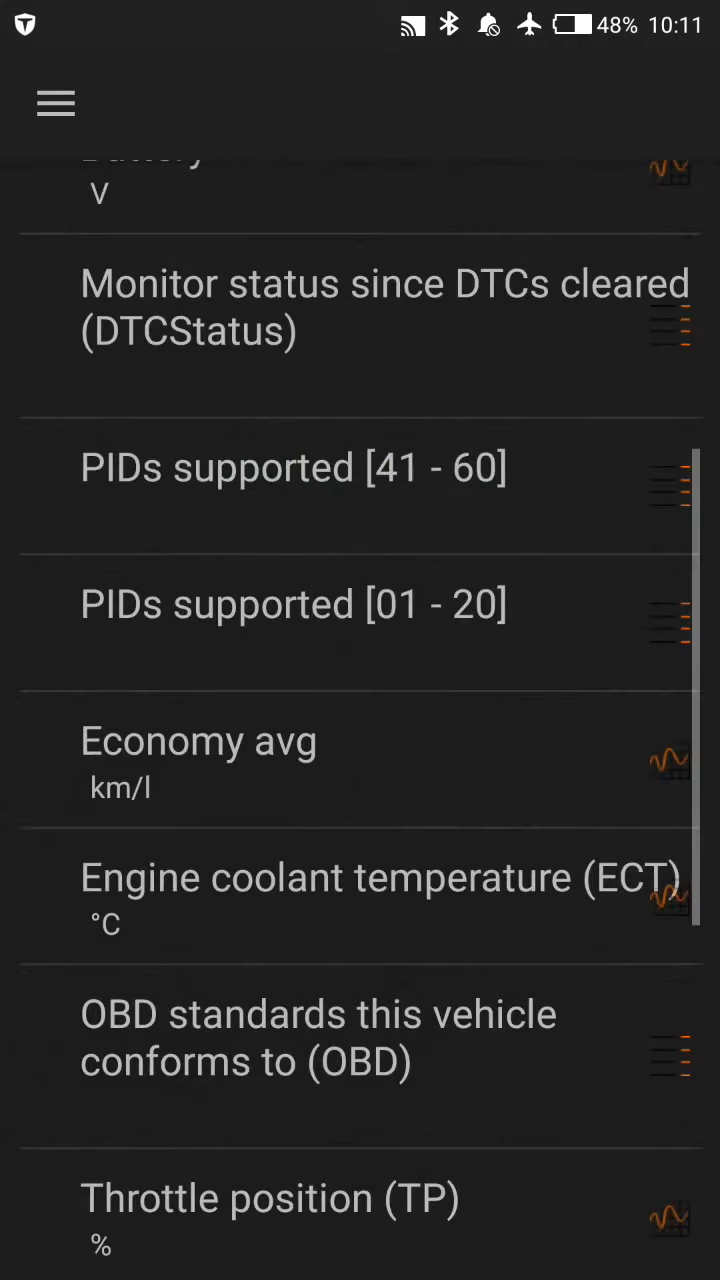 48% 10:11
V
Monitor status since DTCs cleared
(DTCStatus)
PIDs supported [41 - 60]
PIDs supported [01 - 20]
Economy avg
km/l
Engine coolant temperature (ECT)
°C
OBD standards this vehicle
conforms to (OBD)
Throttle position (TP)
%